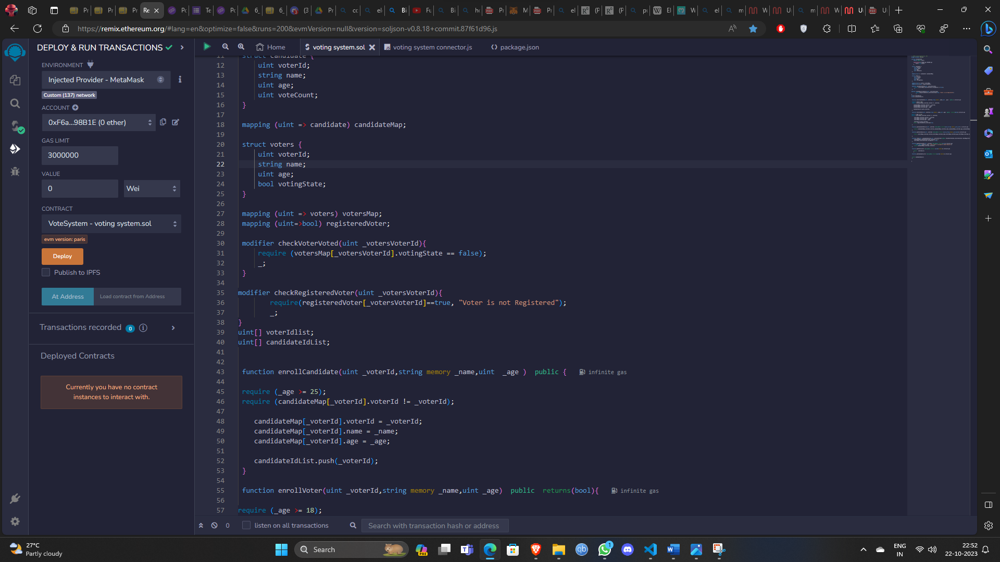 https://remix.ethereum.org/#lang=en&optimize=false&runs=200&evmVersion=null&version=soljson-v0.8.18+commit.87f61d96.js
DEPLOY & RUN TRANSACTIONS
ENVIRONMENT
Injected Provider - MetaMask
Custom (137) network
ACCOUNT
0xF6a...98B1E (0 ether)
GAS LIMIT
3000000
VALUE
0
Wei
CONTRACT
VoteSystem - voting system.sol
evm version: paris
Deploy
Publish to IPFS
At Address
Load contract from Address
Transactions recorded 0
Deployed Contracts
Currently you have no contract
instances to interact with.
Home
voting system.sol
voting system connector.js
package.json
11 struct candidate {
12 uint voterId;
13 string name;
14 uint age;
15 uint voteCount;
16 }
17
18 mapping (uint => candidate) candidateMap;
19
20 struct voters {
21 uint voterId;
22 string name;
23 uint age;
24 bool votingState;
25 }
26
27 mapping (uint => voters) votersMap;
28 mapping (uint=>bool) registeredVoter;
29
30 modifier checkVoterVoted(uint _votersVoterId){
31 require (votersMap[_votersVoterId].votingState == false);
32 _;
33 }
34
35 modifier checkRegisteredVoter(uint _votersVoterId){
36 require(registeredVoter[_votersVoterId]==true, "Voter is not Registered");
37 _;
38 }
39 uint[] voterIdlist;
40 uint[] candidateIdList;
41
42
43 function enrollCandidate(uint _voterId,string memory _name,uint _age ) public { infinite gas
44
45 require (_age >= 25);
46 require (candidateMap[_voterId].voterId != _voterId);
47
48 candidateMap[_voterId].voterId = _voterId;
49 candidateMap[_voterId].name = _name;
50 candidateMap[_voterId].age = _age;
51
52 candidateIdList.push(_voterId);
53 }
54
55 function enrollVoter(uint _voterId,string memory _name,uint _age) public returns(bool){ infinite gas
56
57 require (_age >= 18);
0
listen on all transactions
Search with transaction hash or address
27°C
Partly cloudy
Search
PRE
1
ENG
IN
22:52
22-10-2023